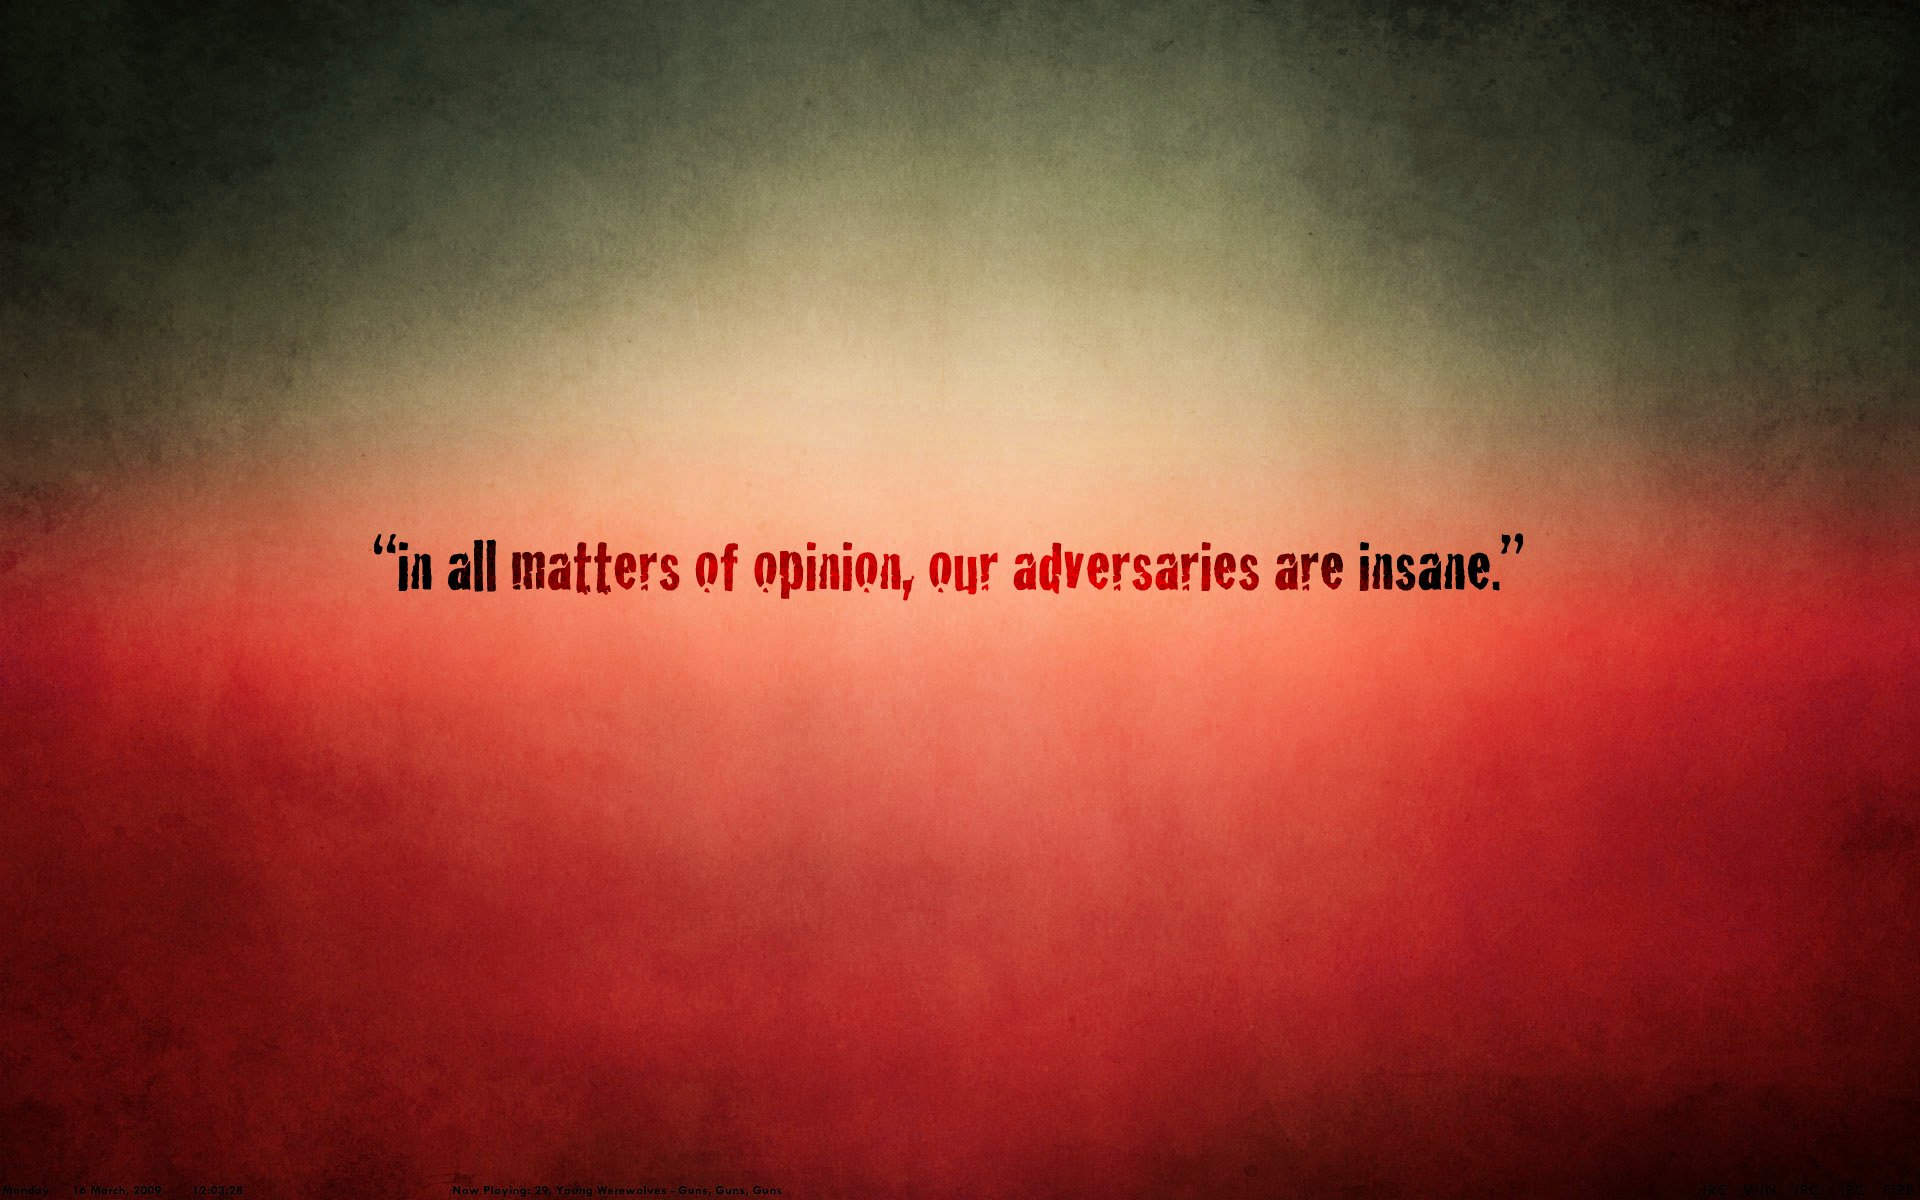 “in all matters of opinion, our adversaries are insane.”
Monday 16 March, 2009 12:03:28 Now Playing: 29. Young Werewolves - Guns, Guns, Guns